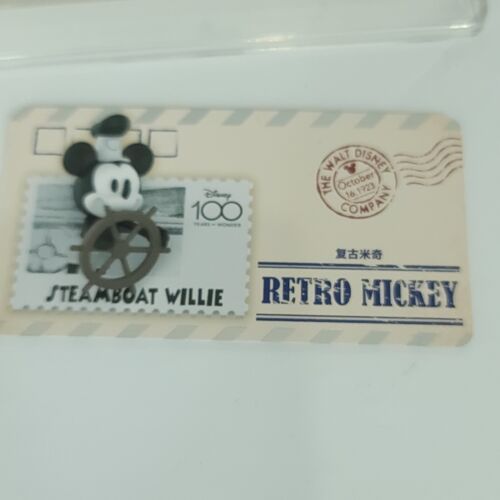 Disney
100
YEARS OF WONDER
STEAMBOAT WILLIE
THE WALT DISNEY
October
16, 1923
COMPANY
复古米奇
RETRO MICKEY